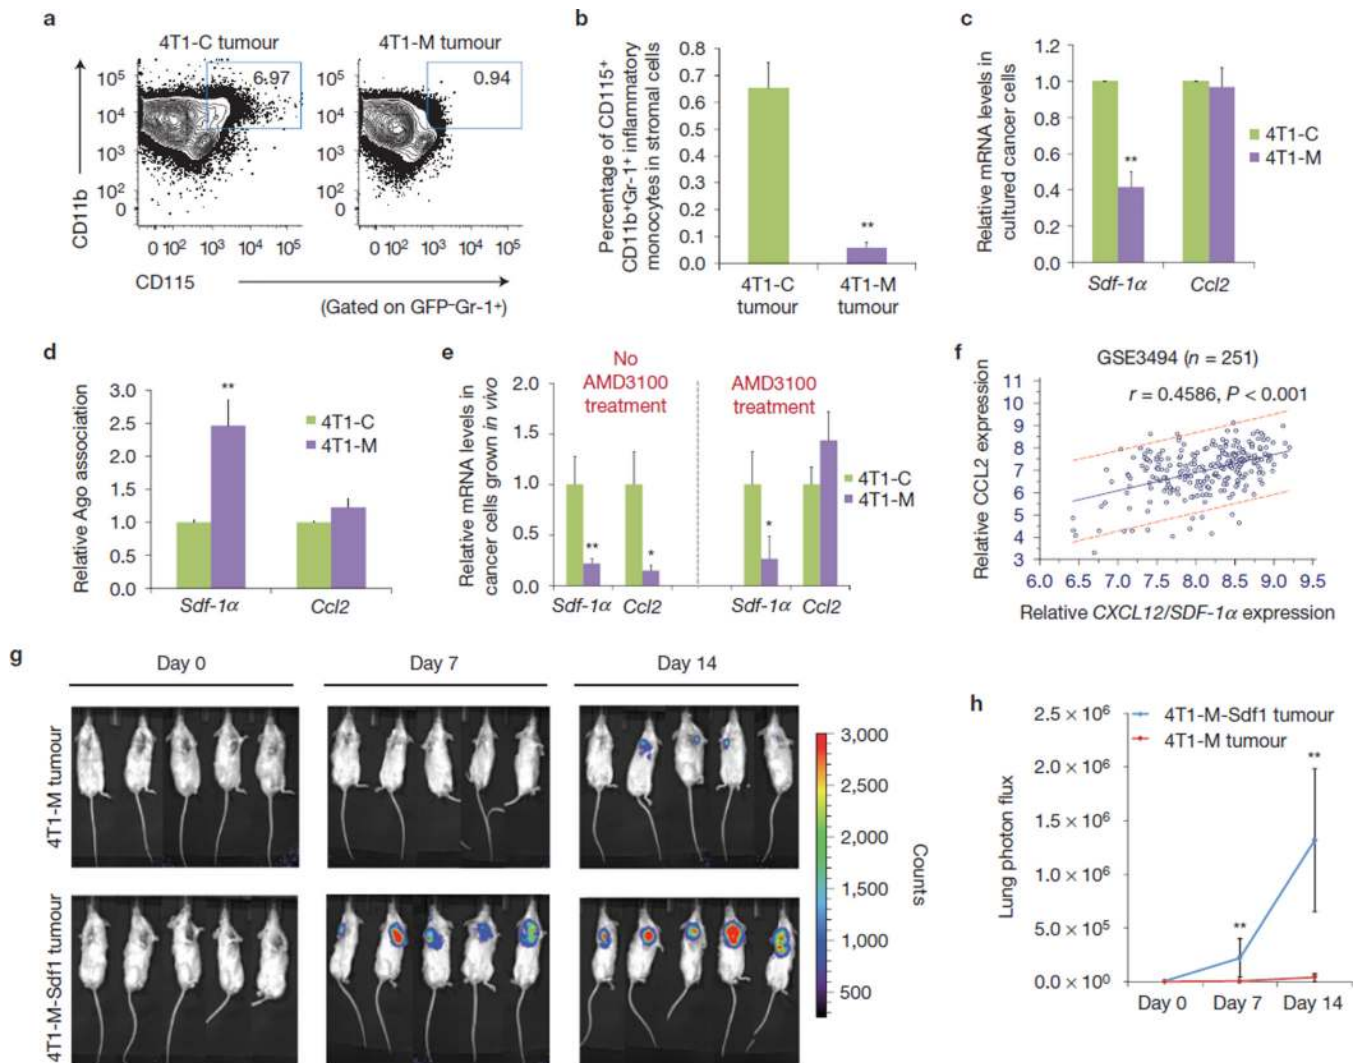 a
4T1-C tumour
4T1-M tumour
6.97
0.94
10⁵
10⁴
10³
10²
0
10⁵
10⁴
10³
10²
0
0 10² 10³ 10⁴ 10⁵
0 10² 10³ 10⁴ 10⁵
CD11b
CD115
(Gated on GFP⁻Gr-1⁺)
b
Percentage of CD115⁺
CD11b⁺Gr-1⁺ inflammatory
monocytes in stromal cells
0.8
0.7
0.6
0.5
0.4
0.3
0.2
0.1
0.0
**
4T1-C
tumour
4T1-M
tumour
c
Relative mRNA levels in
cultured cancer cells
1.2
1.0
0.8
0.6
0.4
0.2
0.0
**
4T1-C
4T1-M
Sdf-1α Ccl2
d
Relative Ago association
3.0
2.5
2.0
1.5
1.0
0.5
0.0
**
4T1-C
4T1-M
Sdf-1α Ccl2
e
Relative mRNA levels in
cancer cells grown in vivo
2.0
1.5
1.0
0.5
0.0
No
AMD3100
treatment
AMD3100
treatment
**
*
*
4T1-C
4T1-M
Sdf-1α Ccl2
Sdf-1α Ccl2
f
GSE3494 (n = 251)
r = 0.4586, P < 0.001
Relative CCL2 expression
11
10
9
8
7
6
5
4
3
6.0 6.5 7.0 7.5 8.0 8.5 9.0 9.5
Relative CXCL12/SDF-1α expression
g
Day 0
Day 7
Day 14
4T1-M tumour
4T1-M-Sdf1 tumour
3,000
2,500
2,000
1,500
1,000
500
Counts
h
4T1-M-Sdf1 tumour
4T1-M tumour
Lung photon flux
2.5 × 10⁶
2.0 × 10⁶
1.5 × 10⁶
1.0 × 10⁶
5.0 × 10⁵
0.0 × 10⁰
**
**
Day 0 Day 7 Day 14